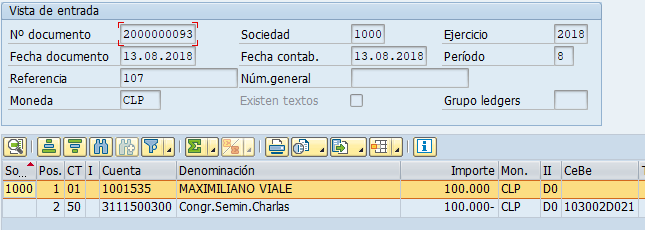 Vista de entrada
Nº documento 2000000093 Sociedad 1000 Ejercicio 2018
Fecha documento 13.08.2018 Fecha contab. 13.08.2018 Período 8
Referencia 107 Núm.general
Moneda CLP Existen textos Grupo ledgers
So... Pos. CT I Cuenta Denominación Importe Mon. II CeBe T
1000 1 01 1001535 MAXIMILIANO VIALE 100.000 CLP D0
2 50 3111500300 Congr.Semin.Charlas 100.000- CLP D0 103002D021